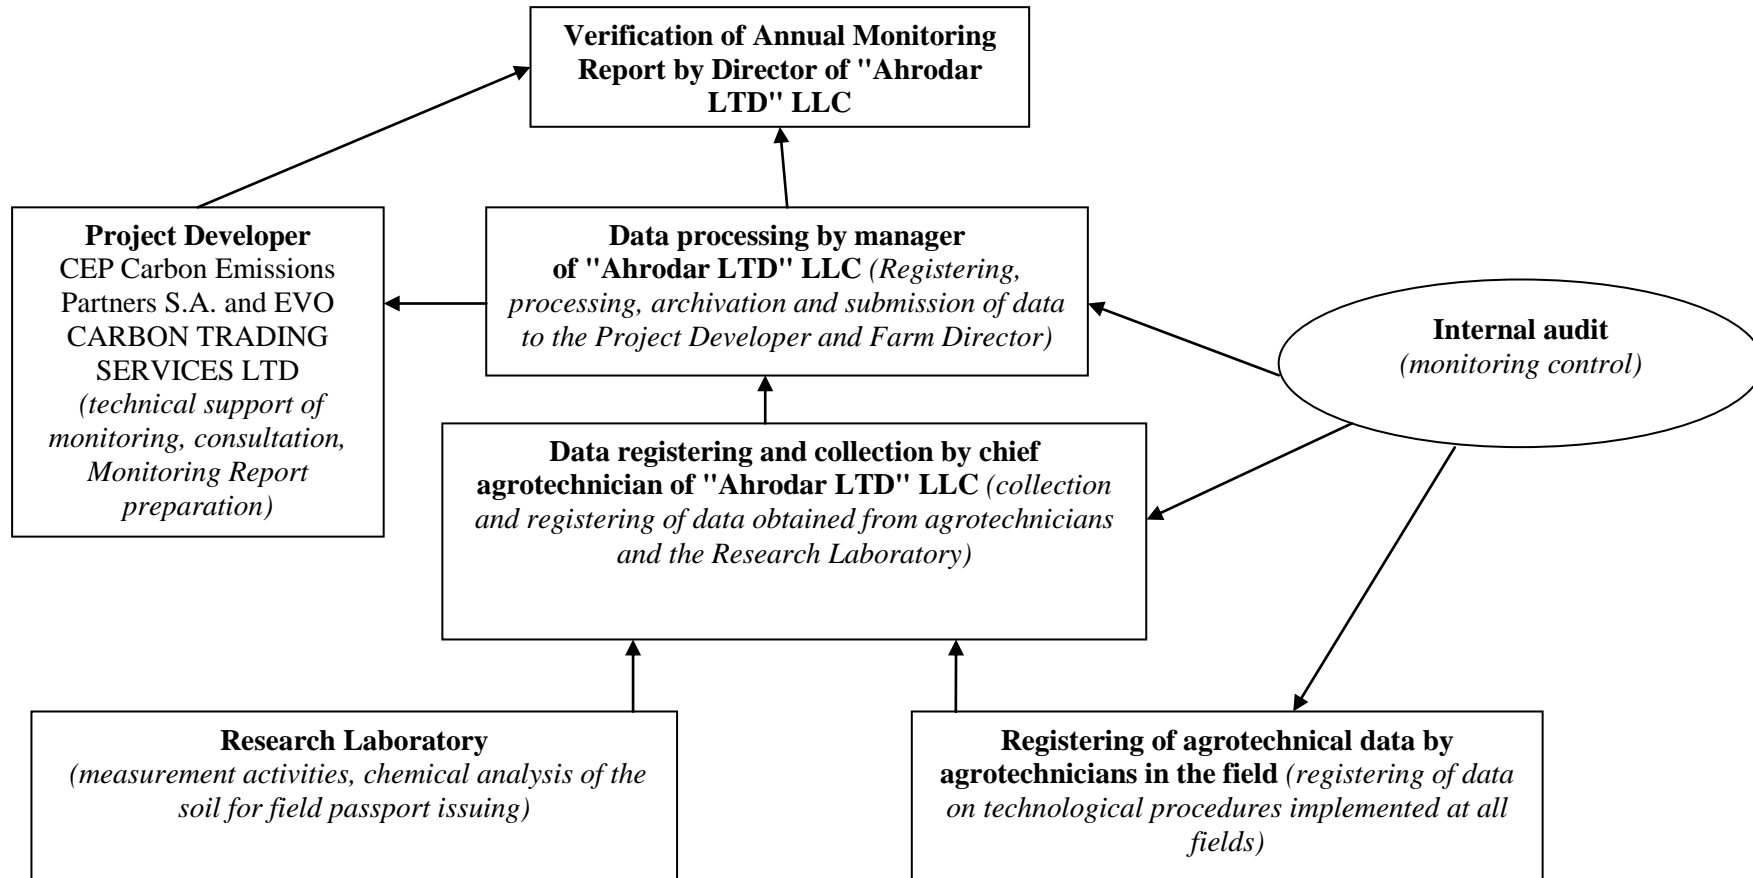 Verification of Annual Monitoring
Report by Director of "Ahrodar
LTD" LLC
Project Developer
CEP Carbon Emissions
Partners S.A. and EVO
CARBON TRADING
SERVICES LTD
(technical support of
monitoring, consultation,
Monitoring Report
preparation)
Data processing by manager
of "Ahrodar LTD" LLC (Registering,
processing, archivation and submission of data
to the Project Developer and Farm Director)
Internal audit
(monitoring control)
Data registering and collection by chief
agrotechnician of "Ahrodar LTD" LLC (collection
and registering of data obtained from agrotechnicians
and the Research Laboratory)
Research Laboratory
(measurement activities, chemical analysis of the
soil for field passport issuing)
Registering of agrotechnical data by
agrotechnicians in the field (registering of data
on technological procedures implemented at all
fields)